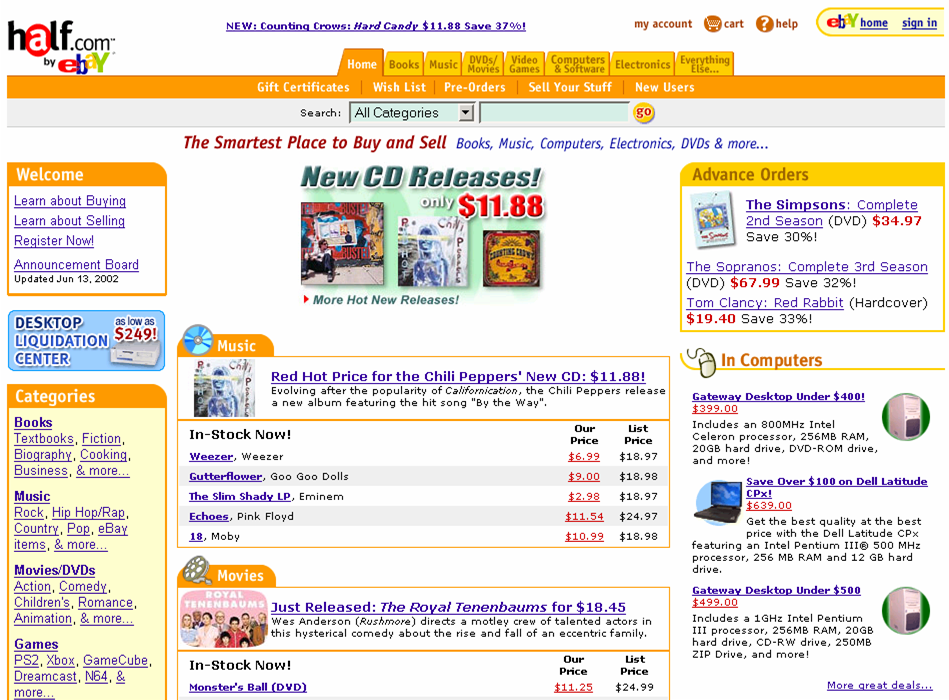 half.com™
by ebY
NEW: Counting Crows: Hard Candy $11.88 Save 37%!
my account cart help
ebY home sign in
Home Books Music DVDs/Movies Video Games Computers & Software Electronics Everything Else...
Gift Certificates Wish List Pre-Orders Sell Your Stuff New Users
Search: All Categories go
The Smartest Place to Buy and Sell Books, Music, Computers, Electronics, DVDs & more...
Welcome
Learn about Buying
Learn about Selling
Register Now!
Announcement Board
Updated Jun 13, 2002
DESKTOP
LIQUIDATION
CENTER
as low as
$249!
Categories
Books
Textbooks, Fiction,
Biography, Cooking,
Business, & more...
Music
Rock, Hip Hop/Rap,
Country, Pop, eBay
items, & more...
Movies/DVDs
Action, Comedy,
Children's, Romance,
Animation, & more...
Games
PS2, Xbox, GameCube,
Dreamcast, N64, &
more...
New CD Releases!
only $11.88
BUSTE
Chili
COUNTING CROWS
More Hot New Releases!
Music
Red Hot Price for the Chili Peppers' New CD: $11.88!
Evolving after the popularity of Californication, the Chili Peppers release
a new album featuring the hit song "By the Way".
In-Stock Now! Our Price List Price
Weezer, Weezer $6.99 $18.97
Gutterflower, Goo Goo Dolls $9.00 $18.98
The Slim Shady LP, Eminem $2.98 $18.97
Echoes, Pink Floyd $11.54 $24.97
18, Moby $10.99 $18.98
Movies
ROYAL
TENENBAUMS
Just Released: The Royal Tenenbaums for $18.45
Wes Anderson (Rushmore) directs a motley crew of talented actors in
this hysterical comedy about the rise and fall of an eccentric family.
In-Stock Now! Our Price List Price
Monster's Ball (DVD) $11.25 $24.99
Advance Orders
The Simpsons: Complete
2nd Season (DVD) $34.97
Save 30%!
The Sopranos: Complete 3rd Season
(DVD) $67.99 Save 32%!
Tom Clancy: Red Rabbit (Hardcover)
$19.40 Save 33%!
In Computers
Gateway Desktop Under $400!
$399.00
Includes an 800MHz Intel
Celeron processor, 256MB RAM,
20GB hard drive, DVD-ROM drive,
and more!
Save Over $100 on Dell Latitude
CPx!
$639.00
Get the best quality at the best
price with the Dell Latitude CPx
featuring an Intel Pentium III® 500 MHz
processor, 256 MB RAM and 12 GB hard
drive.
Gateway Desktop Under $500
$499.00
Includes a 1GHz Intel Pentium
III processor, 256MB RAM, 20GB
hard drive, CD-RW drive, 250MB
ZIP Drive, and more!
More great deals...